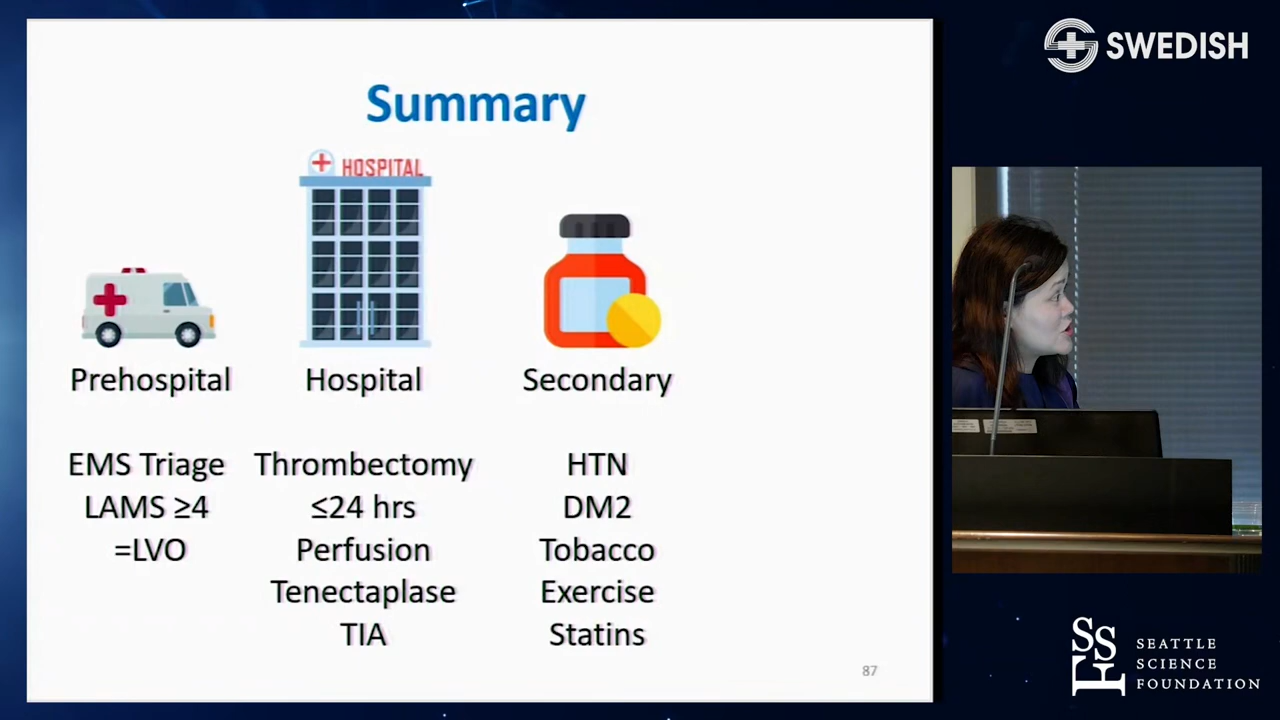 Summary
HOSPITAL
Prehospital
EMS Triage
LAMS ≥4
=LVO
Hospital
Thrombectomy
≤24 hrs
Perfusion
Tenectaplase
TIA
Secondary
HTN
DM2
Tobacco
Exercise
Statins
87
SWEDISH
SSF
SEATTLE
SCIENCE
FOUNDATION